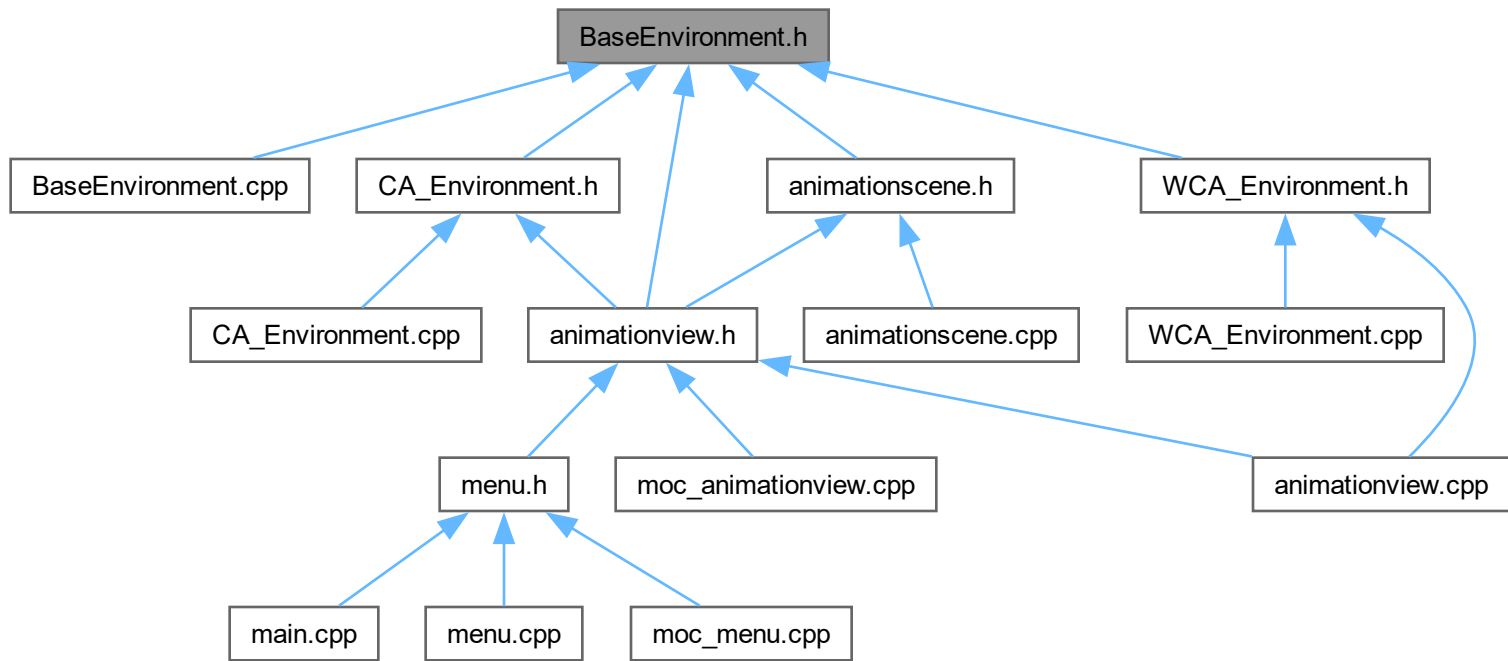 BaseEnvironment.h
BaseEnvironment.cpp
CA_Environment.h
animationscene.h
WCA_Environment.h
CA_Environment.cpp
animationview.h
animationscene.cpp
WCA_Environment.cpp
menu.h
moc_animationview.cpp
animationview.cpp
main.cpp
menu.cpp
moc_menu.cpp